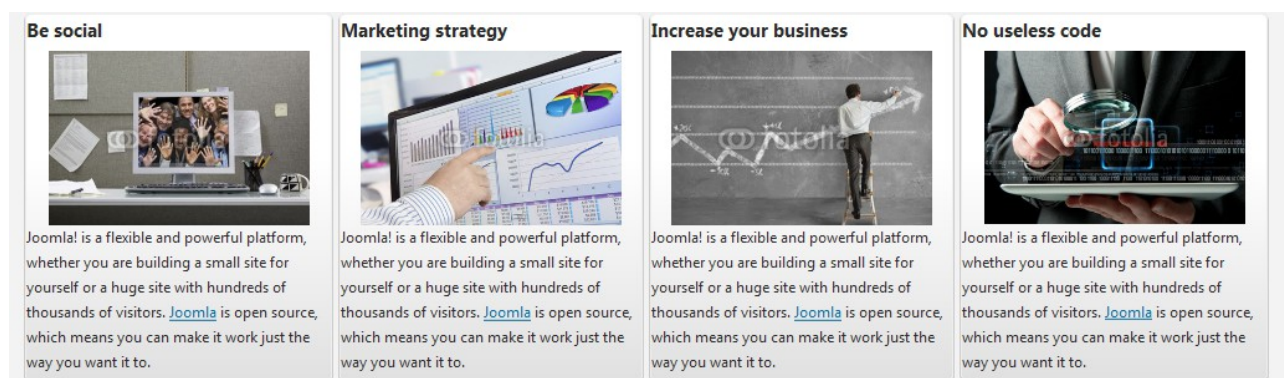 Be social
fotolia
Joomla! is a flexible and powerful platform,
whether you are building a small site for
yourself or a huge site with hundreds of
thousands of visitors. Joomla is open source,
which means you can make it work just the
way you want it to.
Marketing strategy
fotolia
Joomla! is a flexible and powerful platform,
whether you are building a small site for
yourself or a huge site with hundreds of
thousands of visitors. Joomla is open source,
which means you can make it work just the
way you want it to.
Increase your business
fotolia
Joomla! is a flexible and powerful platform,
whether you are building a small site for
yourself or a huge site with hundreds of
thousands of visitors. Joomla is open source,
which means you can make it work just the
way you want it to.
No useless code
fotolia
Joomla! is a flexible and powerful platform,
whether you are building a small site for
yourself or a huge site with hundreds of
thousands of visitors. Joomla is open source,
which means you can make it work just the
way you want it to.